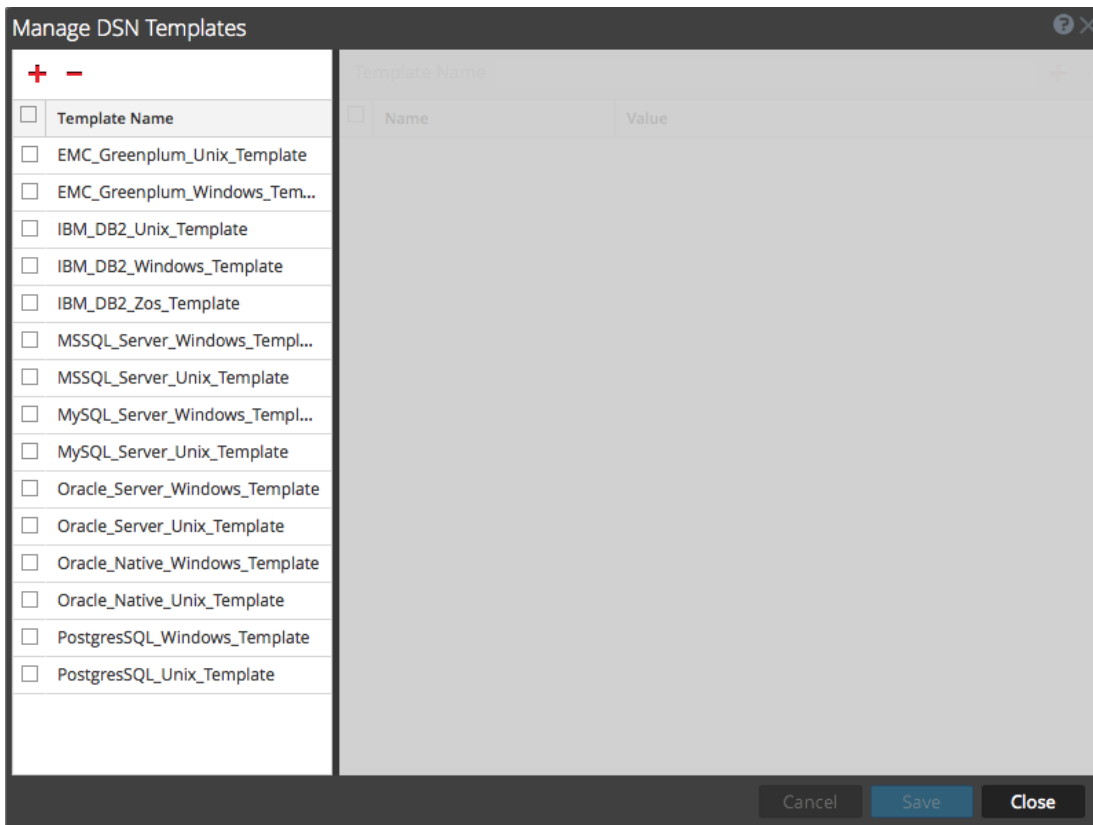 Manage DSN Templates
Template Name
Template Name
Name Value
EMC_Greenplum_Unix_Template
EMC_Greenplum_Windows_Tem...
IBM_DB2_Unix_Template
IBM_DB2_Windows_Template
IBM_DB2_Zos_Template
MSSQL_Server_Windows_Templ...
MSSQL_Server_Unix_Template
MySQL_Server_Windows_Templ...
MySQL_Server_Unix_Template
Oracle_Server_Windows_Template
Oracle_Server_Unix_Template
Oracle_Native_Windows_Template
Oracle_Native_Unix_Template
PostgresSQL_Windows_Template
PostgresSQL_Unix_Template
Cancel Save Close